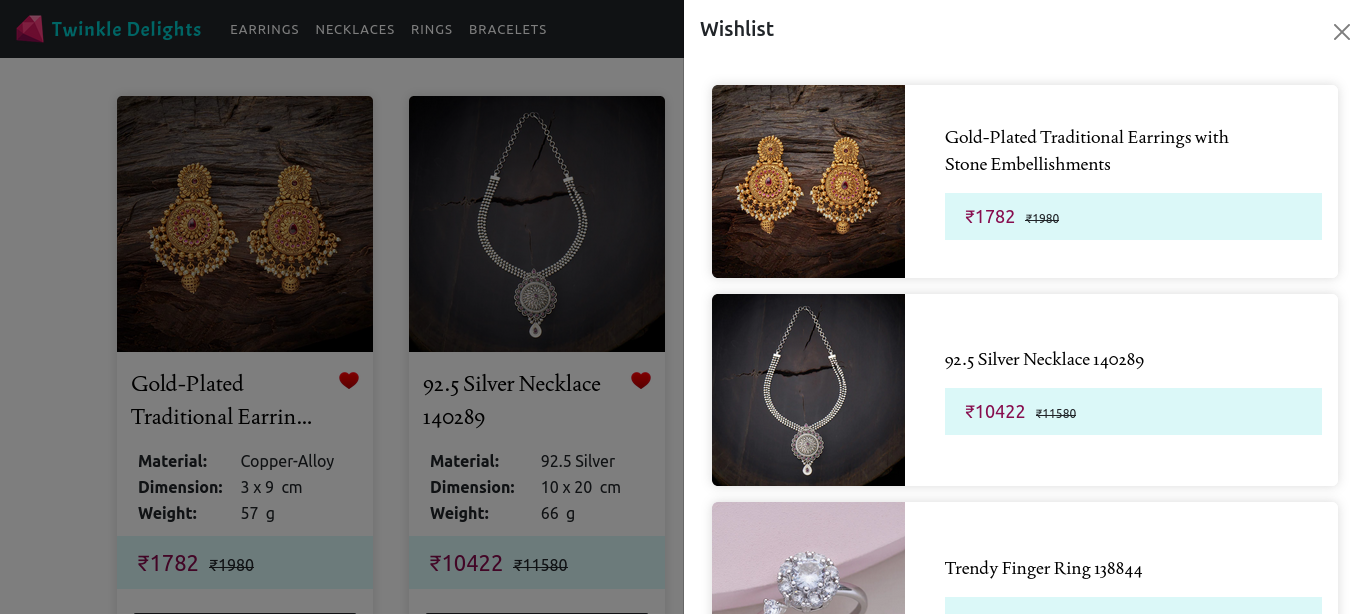 Twinkle Delights
EARRINGS NECKLACES RINGS BRACELETS
Gold-Plated
Traditional Earrin...
Material: Copper-Alloy
Dimension: 3 x 9 cm
Weight: 57 g
₹1782 ₹1980
92.5 Silver Necklace
140289
Material: 92.5 Silver
Dimension: 10 x 20 cm
Weight: 66 g
₹10422 ₹11580
Wishlist
Gold-Plated Traditional Earrings with
Stone Embellishments
₹1782 ₹1980
92.5 Silver Necklace 140289
₹10422 ₹11580
Trendy Finger Ring 138844